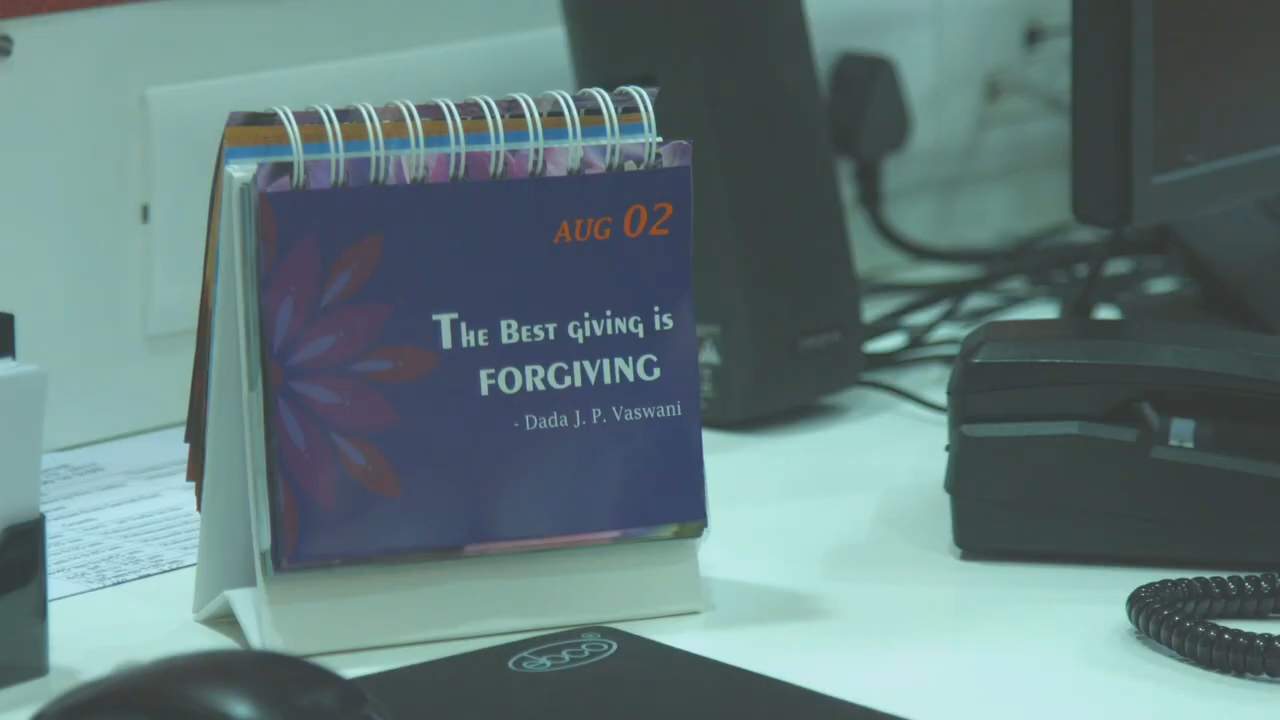 AUG 02
The Best giving is
FORGIVING
- Dada J. P. Vaswani